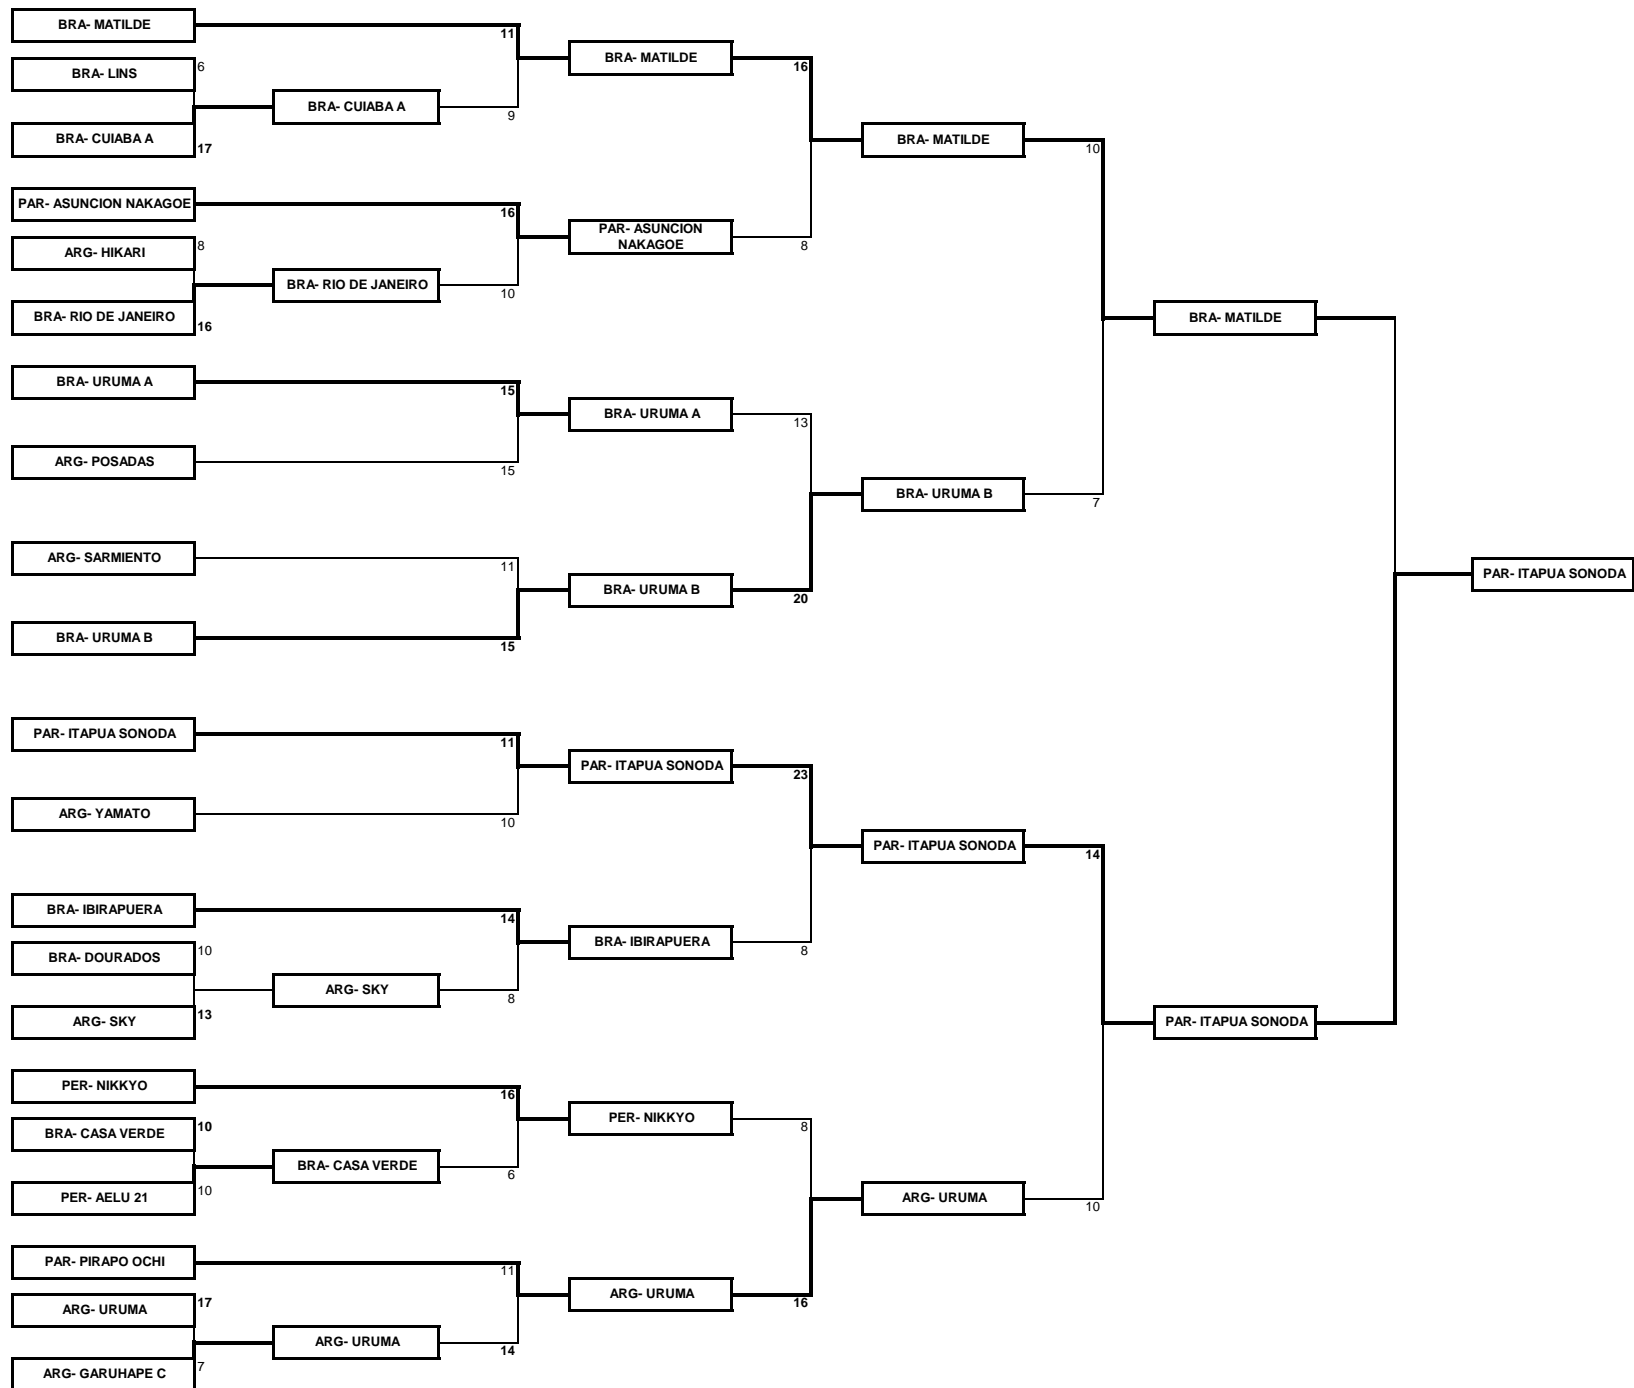 BRA- MATILDE
11
BRA- MATILDE
16
BRA- LINS
6
BRA- CUIABA A
9
BRA- CUIABA A
17
BRA- MATILDE
10
PAR- ASUNCION NAKAGOE
16
PAR- ASUNCION
NAKAGOE
8
ARG- HIKARI
8
BRA- RIO DE JANEIRO
10
BRA- RIO DE JANEIRO
16
BRA- MATILDE
BRA- URUMA A
15
BRA- URUMA A
13
ARG- POSADAS
15
BRA- URUMA B
7
ARG- SARMIENTO
11
BRA- URUMA B
20
BRA- URUMA B
15
PAR- ITAPUA SONODA
PAR- ITAPUA SONODA
11
PAR- ITAPUA SONODA
23
ARG- YAMATO
10
PAR- ITAPUA SONODA
14
BRA- IBIRAPUERA
14
BRA- IBIRAPUERA
8
BRA- DOURADOS
10
ARG- SKY
8
ARG- SKY
13
PAR- ITAPUA SONODA
PER- NIKKYO
16
PER- NIKKYO
8
BRA- CASA VERDE
10
BRA- CASA VERDE
6
PER- AELU 21
10
ARG- URUMA
10
PAR- PIRAPO OCHI
11
ARG- URUMA
16
ARG- URUMA
17
ARG- URUMA
14
ARG- GARUHAPE C
7